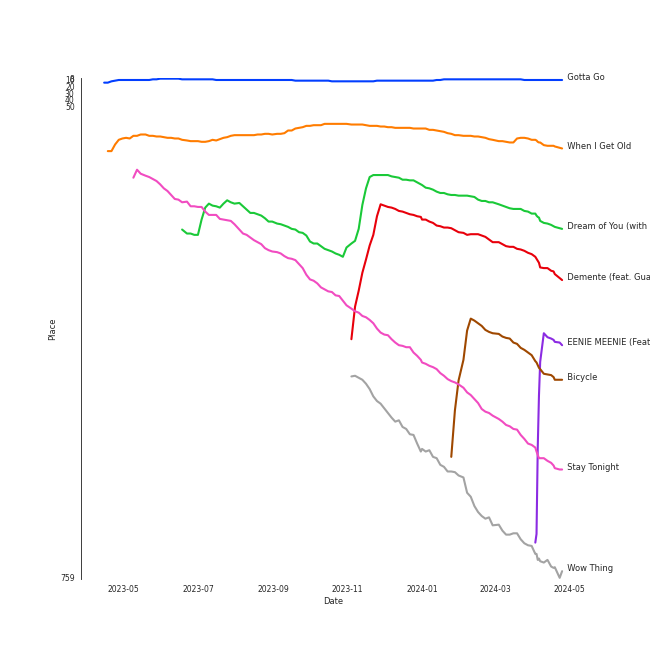 10
20
30
40
50
759
Place
Gotta Go
When I Get Old
Dream of You (with
Demente (feat. Gua
EENIE MEENIE (Feat
Bicycle
Stay Tonight
Wow Thing
2023-05
2023-07
2023-09
2023-11
2024-01
2024-03
2024-05
Date